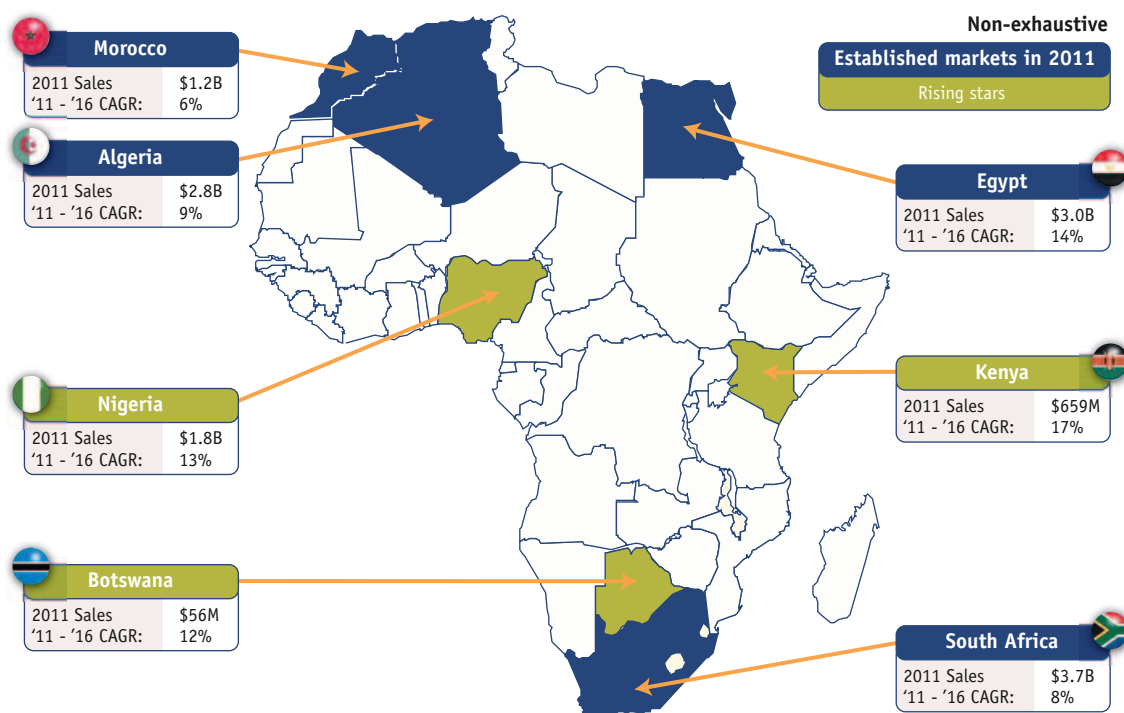 Non-exhaustive
Established markets in 2011
Rising stars
Morocco
2011 Sales $1.2B
‘11 - ’16 CAGR: 6%
Algeria
2011 Sales $2.8B
‘11 - ’16 CAGR: 9%
Egypt
2011 Sales $3.0B
‘11 - ’16 CAGR: 14%
Nigeria
2011 Sales $1.8B
‘11 - ’16 CAGR: 13%
Kenya
2011 Sales $659M
‘11 - ’16 CAGR: 17%
Botswana
2011 Sales $56M
‘11 - ’16 CAGR: 12%
South Africa
2011 Sales $3.7B
‘11 - ’16 CAGR: 8%